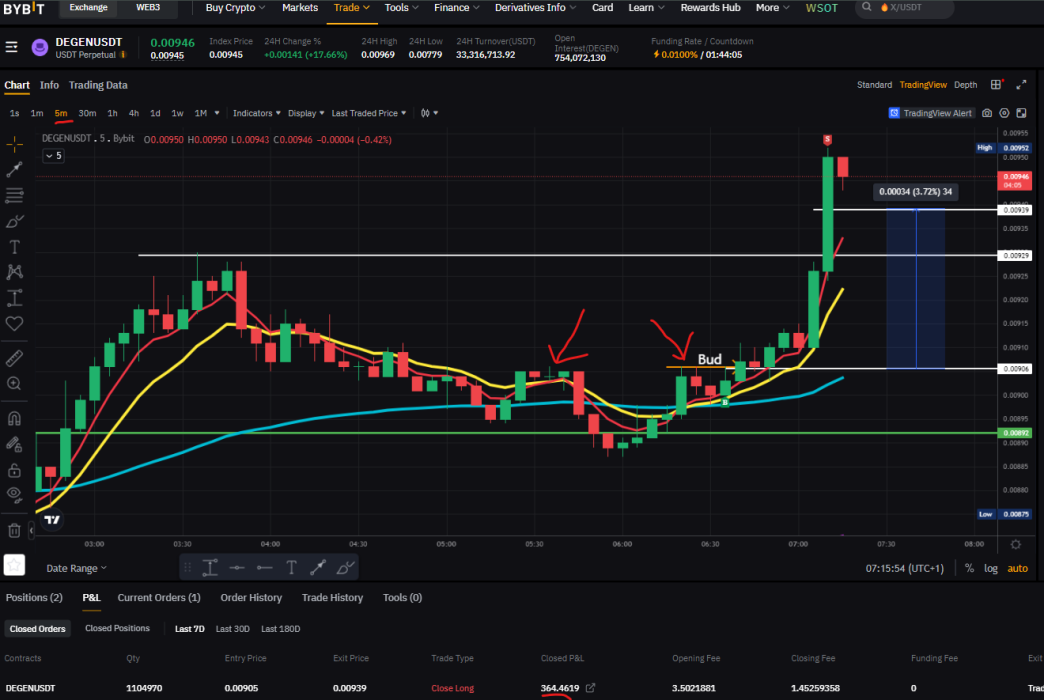 BYBIT Exchange WEB3 Buy Crypto Markets Trade Tools Finance Derivatives Info Card Learn Rewards Hub More WSOT X/USDT
DEGENUSDT 0.00946 Index Price 24H Change % 24H High 24H Low 24H Turnover(USDT) Open Interest(DEGEN) Funding Rate / Countdown
USDT Perpetual 0.00945 0.00945 +0.00141 (+17.66%) 0.00969 0.00779 33,316,713.92 754,072,130 0.0100% / 01:44:05
Chart Info Trading Data Standard TradingView Depth
1s 1m 5m 30m 1h 4h 1d 1w 1M Indicators Display Last Traded Price TradingView Alert
DEGENUSDT . 5 . Bybit O0.00950 H0.00950 L0.00943 C0.00946 -0.00004 (-0.42%)
5
S
0.00955
High 0.00952
0.00950
0.00946
04:05
0.00034 (3.72%) 34
0.00940
0.00939
0.00935
0.00929
0.00925
0.00920
0.00915
0.00910
Bud
0.00906
0.00900
B
0.00895
0.00892
0.00890
0.00885
0.00880
Low 0.00875
03:00 03:30 04:00 04:30 05:00 05:30 06:00 06:30 07:00 07:30 08:00
Date Range 07:15:54 (UTC+1) % log auto
Positions (2) P&L Current Orders (1) Order History Trade History Tools (0)
Closed Orders Closed Positions Last 7D Last 30D Last 180D
Contracts Qty Entry Price Exit Price Trade Type Closed P&L Opening Fee Closing Fee Funding Fee Exit
DEGENUSDT 1104970 0.00905 0.00939 Close Long 364.4619 3.5021881 1.45259358 0 Trad